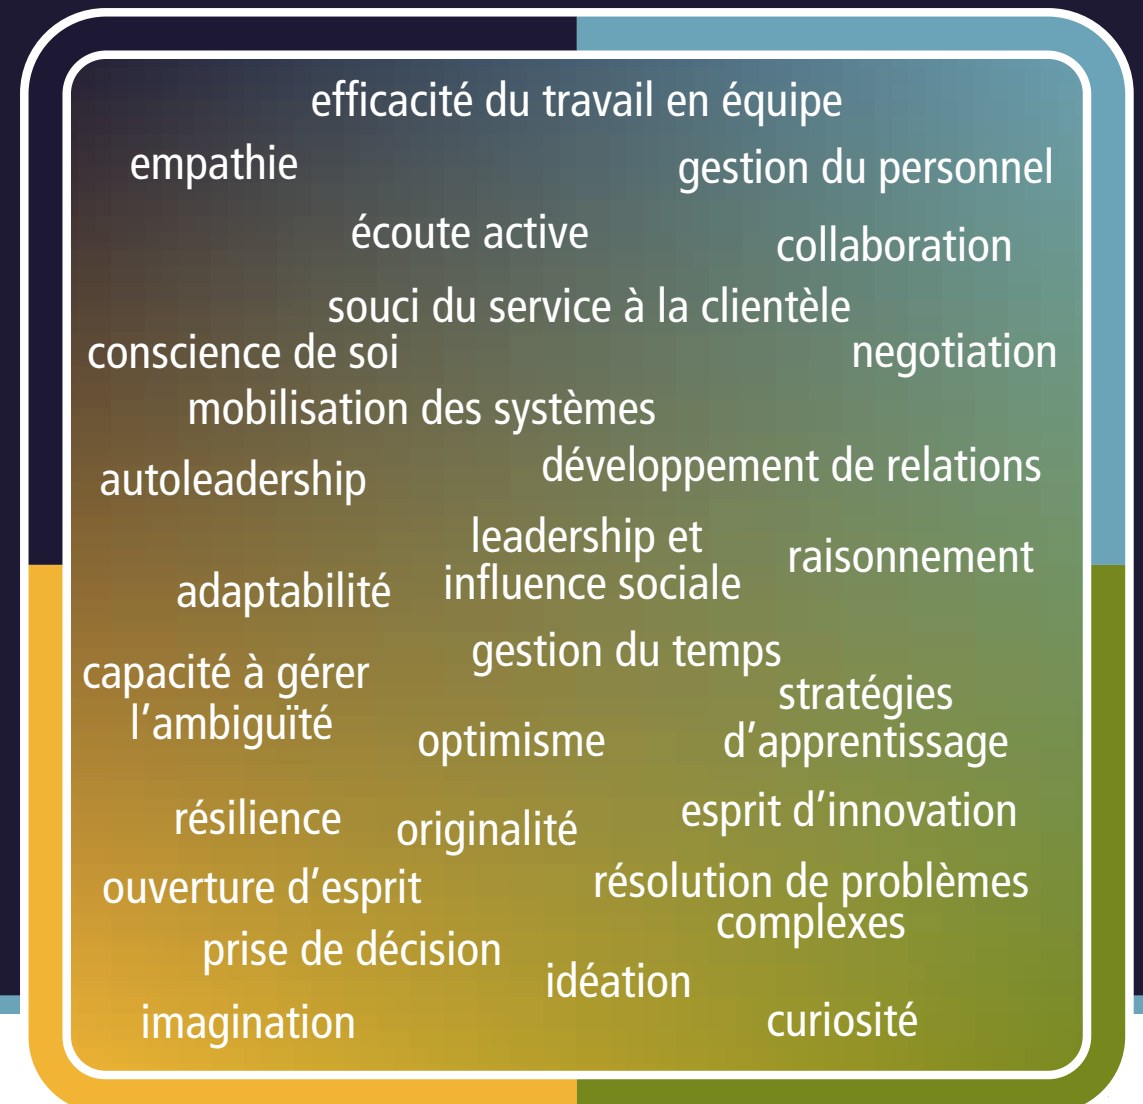 efficacité du travail en équipe
empathie
gestion du personnel
écoute active
collaboration
souci du service à la clientèle
conscience de soi
negotiation
mobilisation des systèmes
développement de relations
autoleadership
leadership et
influence sociale
raisonnement
adaptabilité
gestion du temps
capacité à gérer
l’ambiguïté
stratégies
d’apprentissage
optimisme
résilience
originalité
esprit d’innovation
ouverture d’esprit
résolution de problèmes
complexes
prise de décision
idéation
imagination
curiosité